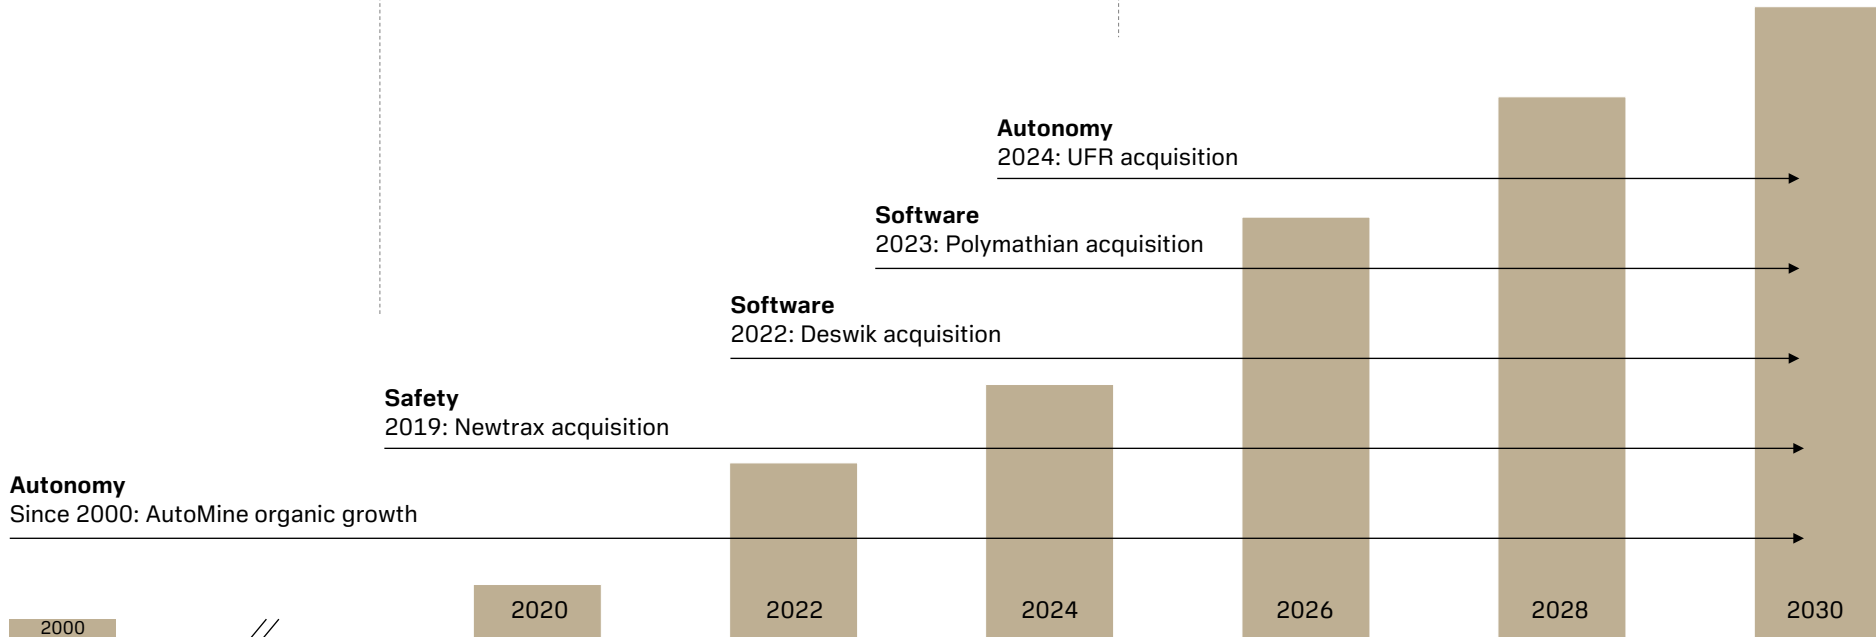 Autonomy
2024: UFR acquisition
Software
2023: Polymathian acquisition
Software
2022: Deswik acquisition
Safety
2019: Newtrax acquisition
Autonomy
Since 2000: AutoMine organic growth
2000
2020
2022
2024
2026
2028
2030